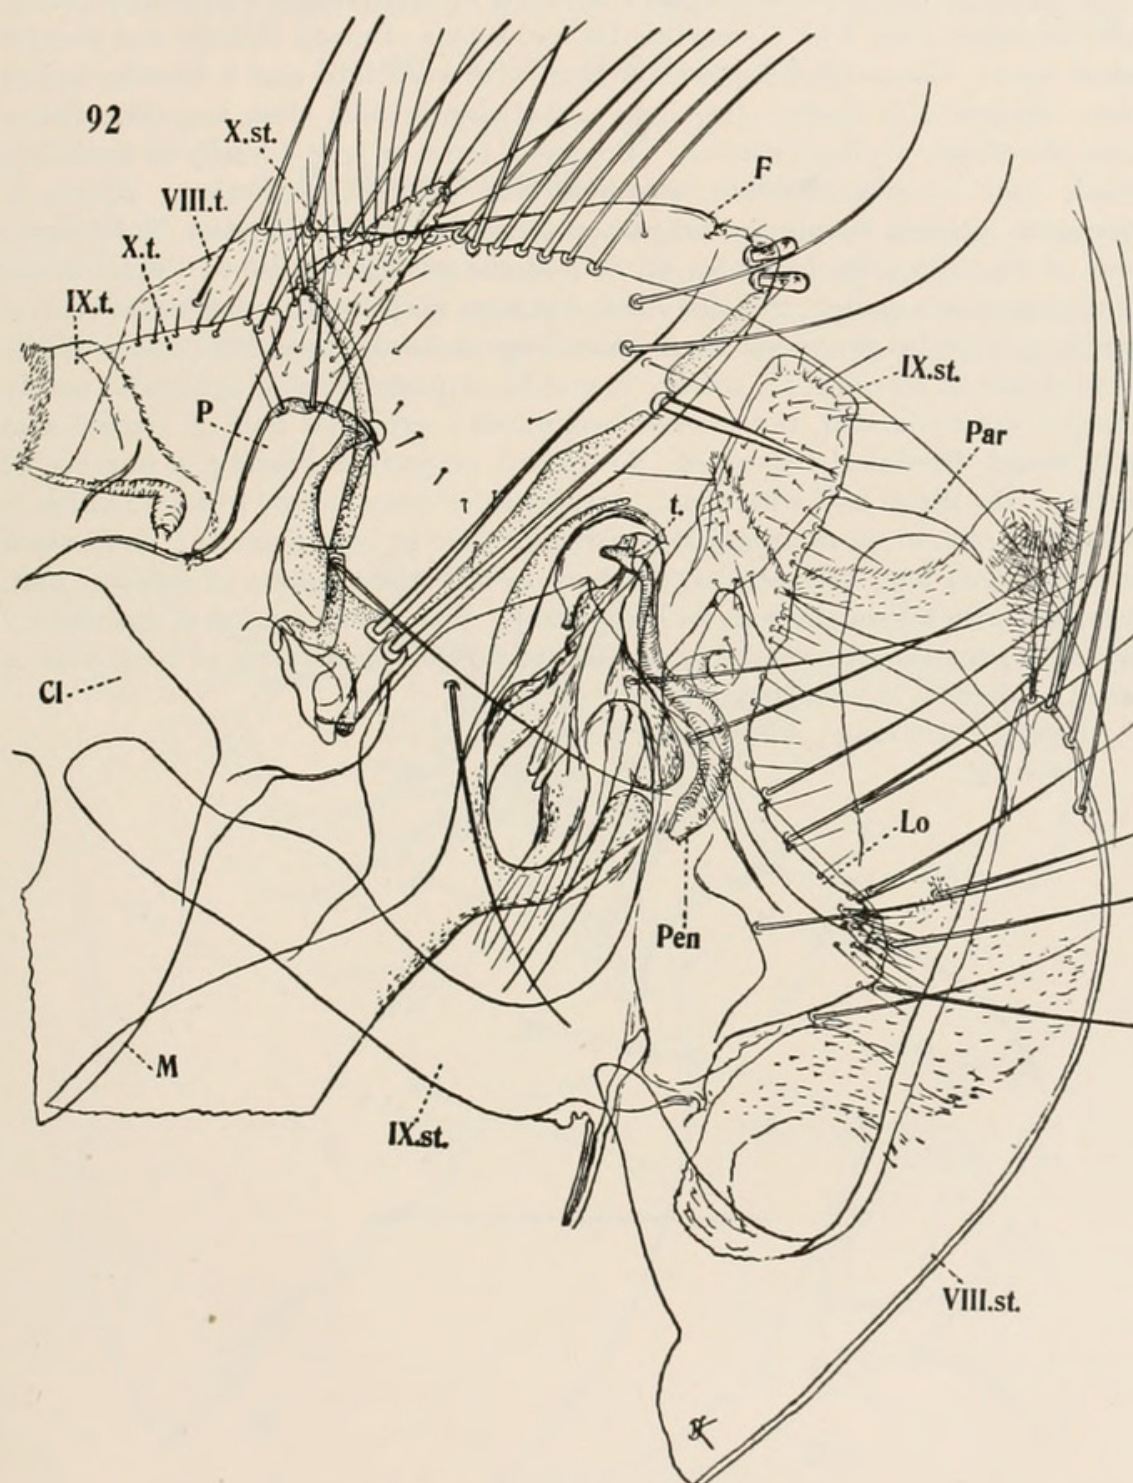 92
X.st.
F
VIII.t.
X.t.
IX.t.
IX.st.
P
Par
t.
Cl
Lo
Pen
M
IX.st.
VIII.st.